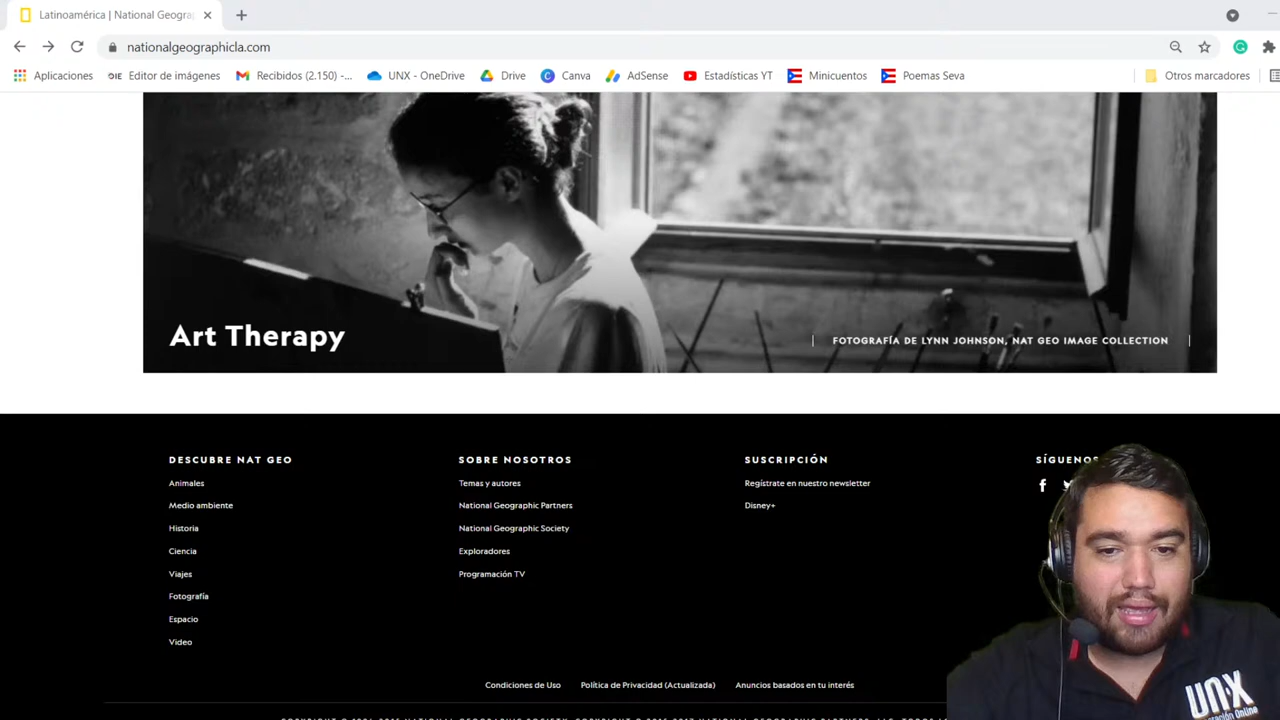 Latinoamérica | National Geogra
nationalgeographicla.com
Aplicaciones
Editor de imágenes
Recibidos (2.150) -...
UNX - OneDrive
Drive
Canva
AdSense
Estadísticas YT
Minicuentos
Poemas Seva
Otros marcadores
Art Therapy
FOTOGRAFÍA DE LYNN JOHNSON, NAT GEO IMAGE COLLECTION
DESCUBRE NAT GEO
Animales
Medio ambiente
Historia
Ciencia
Viajes
Fotografía
Espacio
Video
SOBRE NOSOTROS
Temas y autores
National Geographic Partners
National Geographic Society
Exploradores
Programación TV
SUSCRIPCIÓN
Regístrate en nuestro newsletter
Disney+
SÍGUENOS
Condiciones de Uso
Política de Privacidad (Actualizada)
Anuncios basados en tu interés
UNX
Online